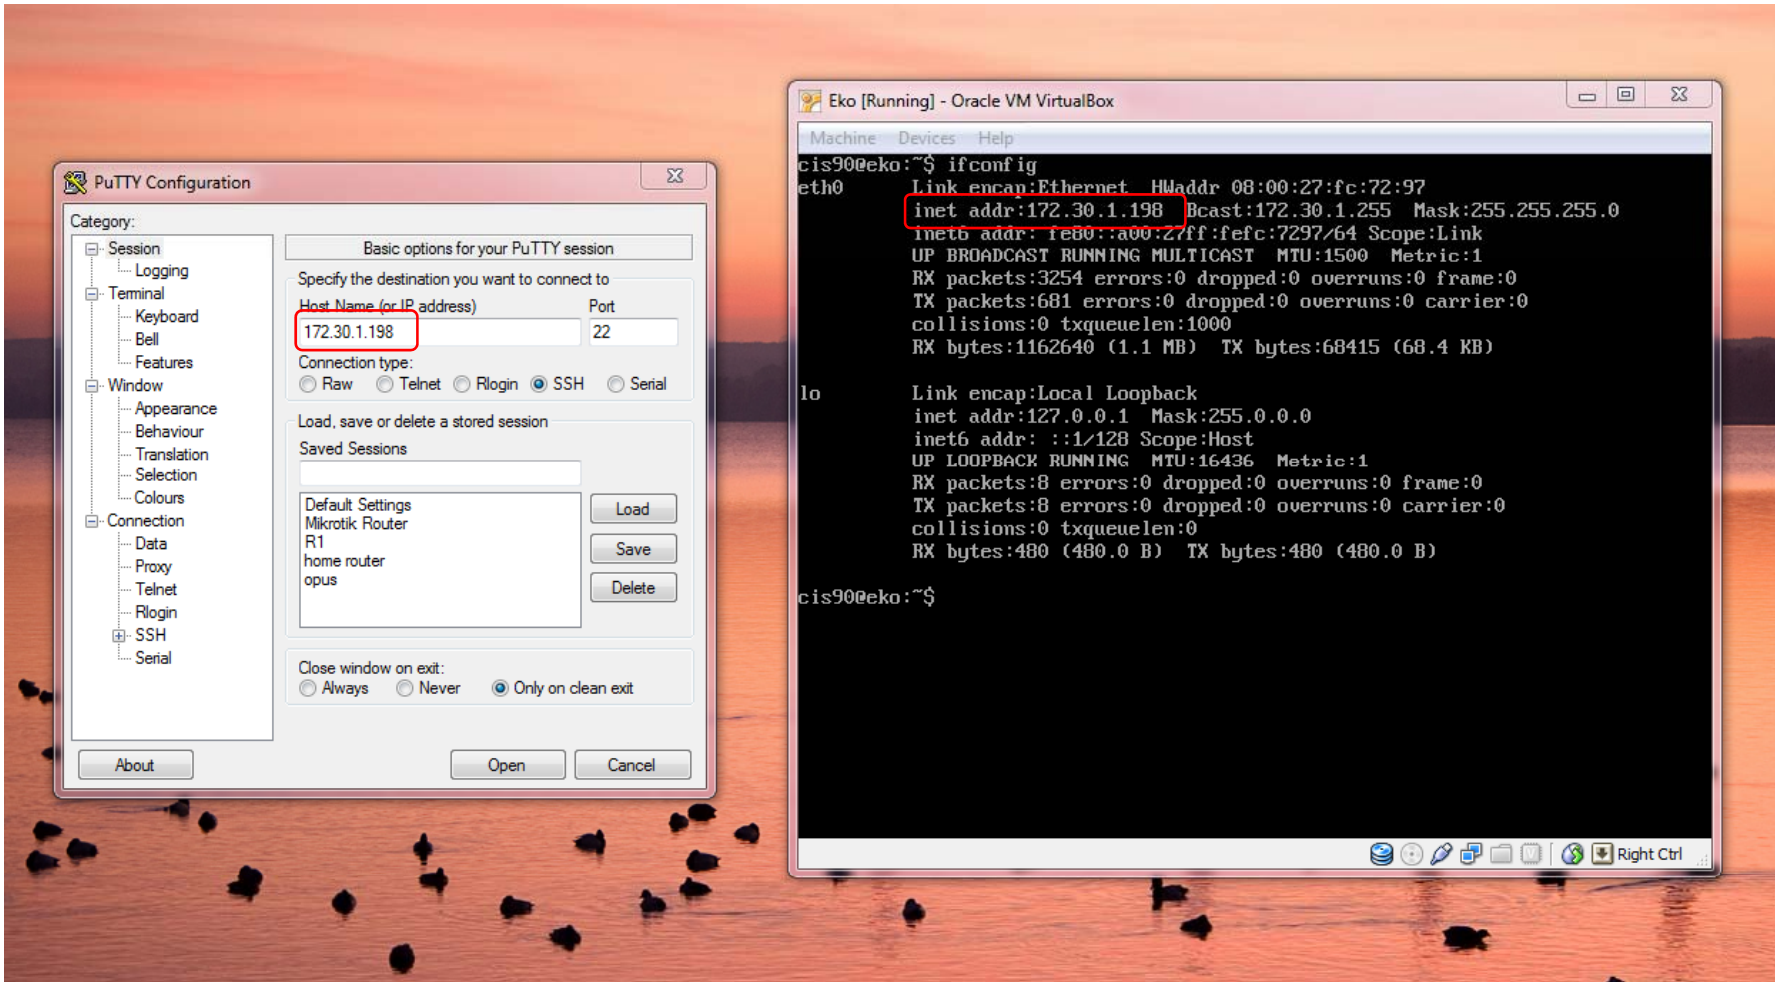 PuTTY Configuration
Category:
Session
Logging
Terminal
Keyboard
Bell
Features
Window
Appearance
Behaviour
Translation
Selection
Colours
Connection
Data
Proxy
Telnet
Rlogin
SSH
Serial
Basic options for your PuTTY session
Specify the destination you want to connect to
Host Name (or IP address) Port
172.30.1.198 22
Connection type:
Raw Telnet Rlogin SSH Serial
Load, save or delete a stored session
Saved Sessions
Default Settings
Mikrotik Router
R1
home router
opus
Load
Save
Delete
Close window on exit:
Always Never Only on clean exit
About Open Cancel
Eko [Running] - Oracle VM VirtualBox
Machine Devices Help
cis90@eko:~$ ifconfig
eth0 Link encap:Ethernet HWaddr 08:00:27:fc:72:97
inet addr:172.30.1.198 Bcast:172.30.1.255 Mask:255.255.255.0
inet6 addr: fe80::a00:27ff:fefc:7297/64 Scope:Link
UP BROADCAST RUNNING MULTICAST MTU:1500 Metric:1
RX packets:3254 errors:0 dropped:0 overruns:0 frame:0
TX packets:681 errors:0 dropped:0 overruns:0 carrier:0
collisions:0 txqueuelen:1000
RX bytes:1162640 (1.1 MB) TX bytes:68415 (68.4 KB)
lo Link encap:Local Loopback
inet addr:127.0.0.1 Mask:255.0.0.0
inet6 addr: ::1/128 Scope:Host
UP LOOPBACK RUNNING MTU:16436 Metric:1
RX packets:8 errors:0 dropped:0 overruns:0 frame:0
TX packets:8 errors:0 dropped:0 overruns:0 carrier:0
collisions:0 txqueuelen:0
RX bytes:480 (480.0 B) TX bytes:480 (480.0 B)
cis90@eko:~$
Right Ctrl